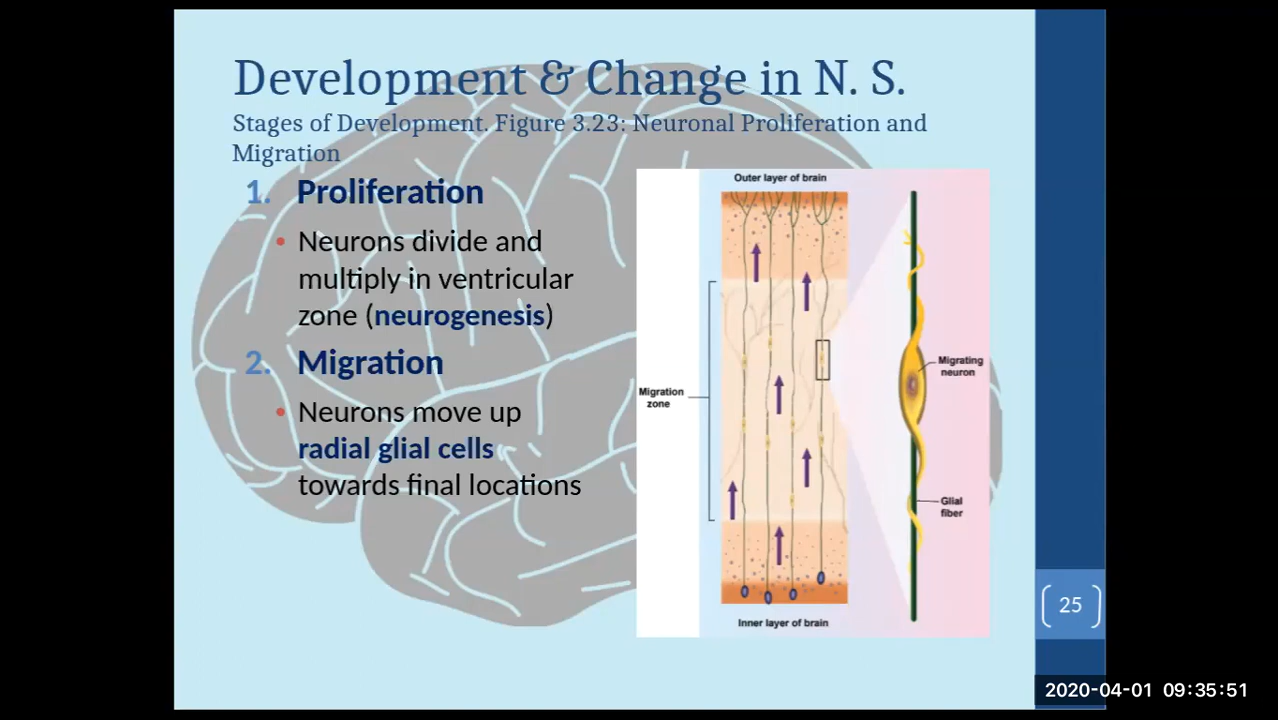 Development & Change in N. S.
Stages of Development. Figure 3.23: Neuronal Proliferation and
Migration
1. Proliferation
• Neurons divide and
multiply in ventricular
zone (neurogenesis)
2. Migration
• Neurons move up
radial glial cells
towards final locations
Outer layer of brain
Migration
zone
Migrating
neuron
Glial
fiber
Inner layer of brain
25
2020-04-01 09:35:51